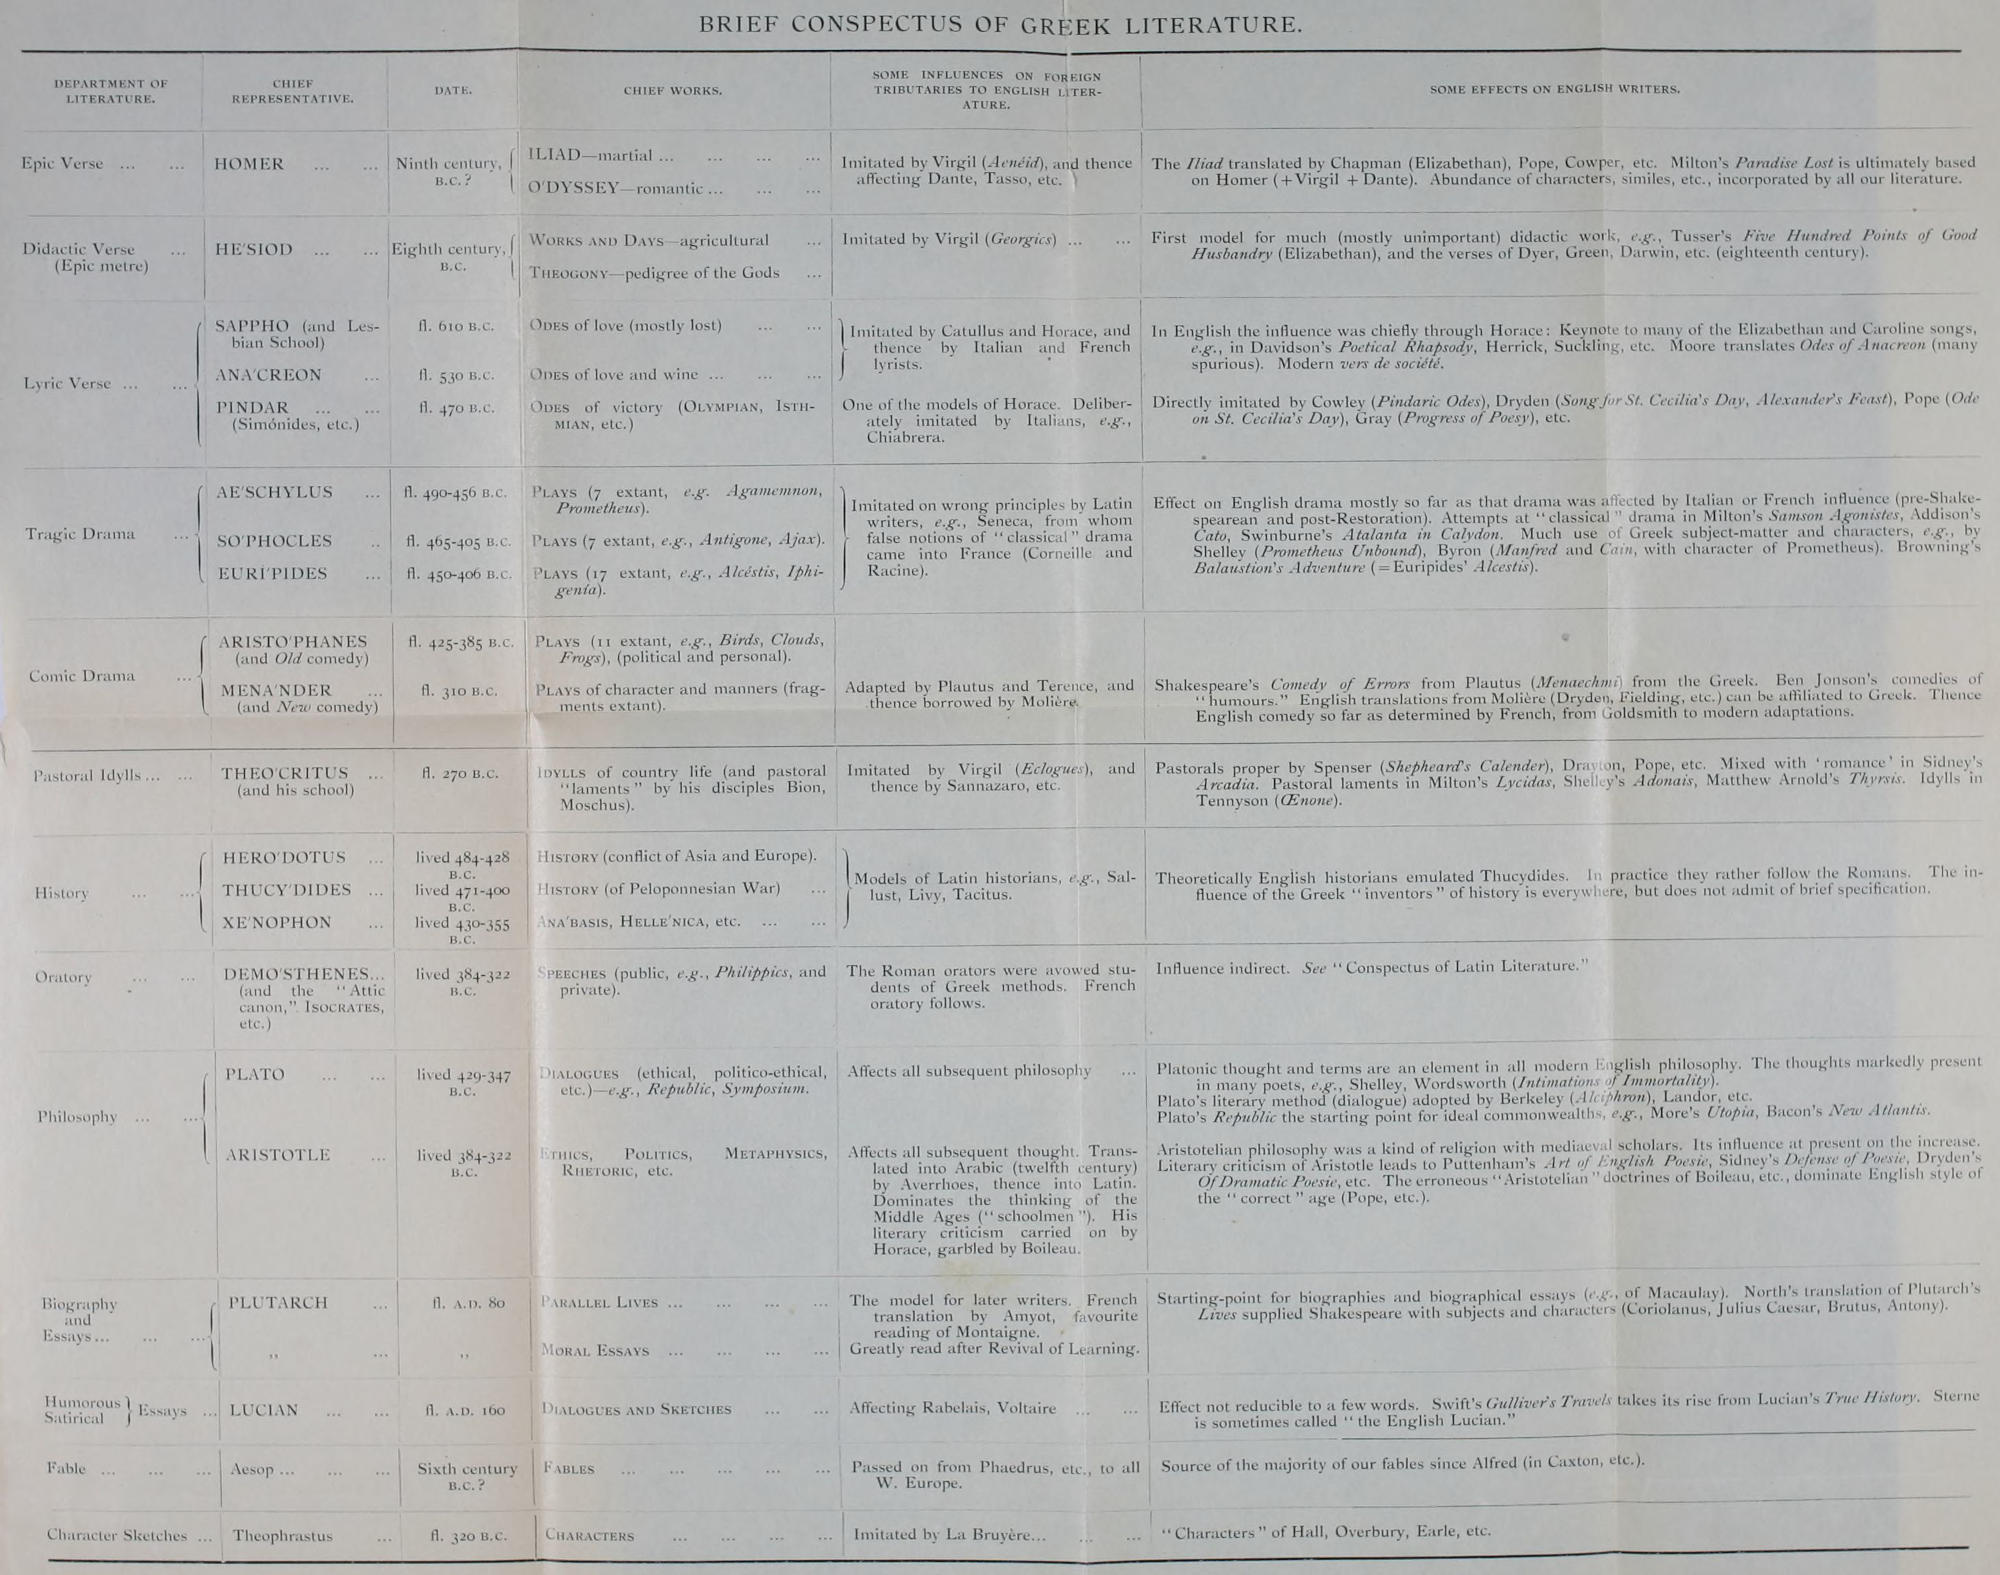 BRIEF CONSPECTUS OF GREEK LITERATURE.
DEPARTMENT OF
LITERATURE.
CHIEF
REPRESENTATIVE.
DATE.
CHIEF WORKS.
SOME INFLUENCES ON FOREIGN
TRIBUTARIES TO ENGLISH LITER-
ATURE.
SOME EFFECTS ON ENGLISH WRITERS.
Epic Verse ... ...
HOMER ... ...
Ninth century,
B.C.?
ILIAD—martial ... ... ... ...
O'DYSSEY—romantic ... ... ...
Imitated by Virgil (Aenéid), and thence
affecting Dante, Tasso, etc.
The Iliad translated by Chapman (Elizabethan), Pope, Cowper, etc. Milton's Paradise Lost is ultimately based
on Homer (+Virgil + Dante). Abundance of characters, similes, etc., incorporated by all our literature.
Didactic Verse ...
(Epic metre)
HE'SIOD ... ...
Eighth century,
B.C.
WORKS AND DAYS—agricultural ...
THEOGONY—pedigree of the Gods ...
Imitated by Virgil (Georgics) ... ...
First model for much (mostly unimportant) didactic work, e.g., Tusser's Five Hundred Points of Good
Husbandry (Elizabethan), and the verses of Dyer, Green, Darwin, etc. (eighteenth century).
Lyric Verse ... ...
SAPPHO (and Les-
bian School)
fl. 610 B.C.
ODES of love (mostly lost) ... ...
ANA'CREON ...
fl. 530 B.C.
ODES of love and wine ... ... ...
Imitated by Catullus and Horace, and
thence by Italian and French
lyrists.
In English the influence was chiefly through Horace: Keynote to many of the Elizabethan and Caroline songs,
e.g., in Davidson's Poetical Rhapsody, Herrick, Suckling, etc. Moore translates Odes of Anacreon (many
spurious). Modern vers de société.
PINDAR ... ...
(Simónides, etc.)
fl. 470 B.C.
ODES of victory (OLYMPIAN, ISTH-
MIAN, etc.)
One of the models of Horace. Deliber-
ately imitated by Italians, e.g.,
Chiabrera.
Directly imitated by Cowley (Pindaric Odes), Dryden (Song for St. Cecilia's Day, Alexander's Feast), Pope (Ode
on St. Cecilia's Day), Gray (Progress of Poesy), etc.
Tragic Drama ...
AE'SCHYLUS ...
fl. 490-456 B.C.
PLAYS (7 extant, e.g. Agamemnon,
Prometheus).
SO'PHOCLES ..
fl. 465-405 B.C.
PLAYS (7 extant, e.g., Antigone, Ajax).
EURI'PIDES ...
fl. 450-406 B.C.
PLAYS (17 extant, e.g., Alcéstis, Iphi-
genía).
Imitated on wrong principles by Latin
writers, e.g., Seneca, from whom
false notions of "classical" drama
came into France (Corneille and
Racine).
Effect on English drama mostly so far as that drama was affected by Italian or French influence (pre-Shake-
spearean and post-Restoration). Attempts at "classical" drama in Milton's Samson Agonistes, Addison's
Cato, Swinburne's Atalanta in Calydon. Much use of Greek subject-matter and characters, e.g., by
Shelley (Prometheus Unbound), Byron (Manfred and Cain, with character of Prometheus). Browning's
Balaustion's Adventure (=Euripides' Alcestis).
Comic Drama ...
ARISTO'PHANES
(and Old comedy)
fl. 425-385 B.C.
PLAYS (11 extant, e.g., Birds, Clouds,
Frogs), (political and personal).
MENA'NDER ...
(and New comedy)
fl. 310 B.C.
PLAYS of character and manners (frag-
ments extant).
Adapted by Plautus and Terence, and
thence borrowed by Molière.
Shakespeare's Comedy of Errors from Plautus (Menaechmi) from the Greek. Ben Jonson's comedies of
"humours." English translations from Molière (Dryden, Fielding, etc.) can be affiliated to Greek. Thence
English comedy so far as determined by French, from Goldsmith to modern adaptations.
Pastoral Idylls ... ...
THEO'CRITUS ...
(and his school)
fl. 270 B.C.
IDYLLS of country life (and pastoral
"laments" by his disciples Bion,
Moschus).
Imitated by Virgil (Eclogues), and
thence by Sannazaro, etc.
Pastorals proper by Spenser (Shepheard's Calender), Drayton, Pope, etc. Mixed with 'romance' in Sidney's
Arcadia. Pastoral laments in Milton's Lycidas, Shelley's Adonais, Matthew Arnold's Thyrsis. Idylls in
Tennyson (Œnone).
History ... ...
HERO'DOTUS ...
lived 484-428
B.C.
HISTORY (conflict of Asia and Europe).
THUCY'DIDES ...
lived 471-400
B.C.
HISTORY (of Peloponnesian War) ...
XE'NOPHON ...
lived 430-355
B.C.
ANA'BASIS, HELLE'NICA, etc. ... ...
Models of Latin historians, e.g., Sal-
lust, Livy, Tacitus.
Theoretically English historians emulated Thucydides. In practice they rather follow the Romans. The in-
fluence of the Greek "inventors" of history is everywhere, but does not admit of brief specification.
Oratory ... ...
DEMO'STHENES...
(and the "Attic
canon," ISOCRATES,
etc.)
lived 384-322
B.C.
SPEECHES (public, e.g., Philippics, and
private).
The Roman orators were avowed stu-
dents of Greek methods. French
oratory follows.
Influence indirect. See "Conspectus of Latin Literature."
Philosophy ... ...
PLATO ... ...
lived 429-347
B.C.
DIALOGUES (ethical, politico-ethical,
etc.)—e.g., Republic, Symposium.
Affects all subsequent philosophy ...
Platonic thought and terms are an element in all modern English philosophy. The thoughts markedly present
in many poets, e.g., Shelley, Wordsworth (Intimations of Immortality).
Plato's literary method (dialogue) adopted by Berkeley (Alciphron), Landor, etc.
Plato's Republic the starting point for ideal commonwealths, e.g., More's Utopia, Bacon's New Atlantis.
ARISTOTLE ...
lived 384-322
B.C.
ETHICS, POLITICS, METAPHYSICS,
RHETORIC, etc.
Affects all subsequent thought. Trans-
lated into Arabic (twelfth century)
by Averrhoes, thence into Latin.
Dominates the thinking of the
Middle Ages ("schoolmen"). His
literary criticism carried on by
Horace, garbled by Boileau.
Aristotelian philosophy was a kind of religion with mediaeval scholars. Its influence at present on the increase.
Literary criticism of Aristotle leads to Puttenham's Art of English Poesie, Sidney's Defense of Poesie, Dryden's
Of Dramatic Poesie, etc. The erroneous "Aristotelian" doctrines of Boileau, etc., dominate English style of
the "correct" age (Pope, etc.).
Biography
and
Essays ... ... ...
PLUTARCH ...
fl. A.D. 80
PARALLEL LIVES ... ... ... ...
The model for later writers. French
translation by Amyot, favourite
reading of Montaigne.
Starting-point for biographies and biographical essays (e.g., of Macaulay). North's translation of Plutarch's
Lives supplied Shakespeare with subjects and characters (Coriolanus, Julius Caesar, Brutus, Antony).
,, ...
,,
MORAL ESSAYS ... ... ... ...
Greatly read after Revival of Learning.
Humorous
Satirical
Essays ...
LUCIAN ... ...
fl. A.D. 160
DIALOGUES AND SKETCHES ... ...
Affecting Rabelais, Voltaire ... ...
Effect not reducible to a few words. Swift's Gulliver's Travels takes its rise from Lucian's True History. Sterne
is sometimes called "the English Lucian."
Fable ... ... ...
Aesop ... ... ...
Sixth century
B.C.?
FABLES ... ... ... ... ...
Passed on from Phaedrus, etc., to all
W. Europe.
Source of the majority of our fables since Alfred (in Caxton, etc.).
Character Sketches ...
Theophrastus ...
fl. 320 B.C.
CHARACTERS ... ... ... ...
Imitated by La Bruyère... ... ...
"Characters" of Hall, Overbury, Earle, etc.